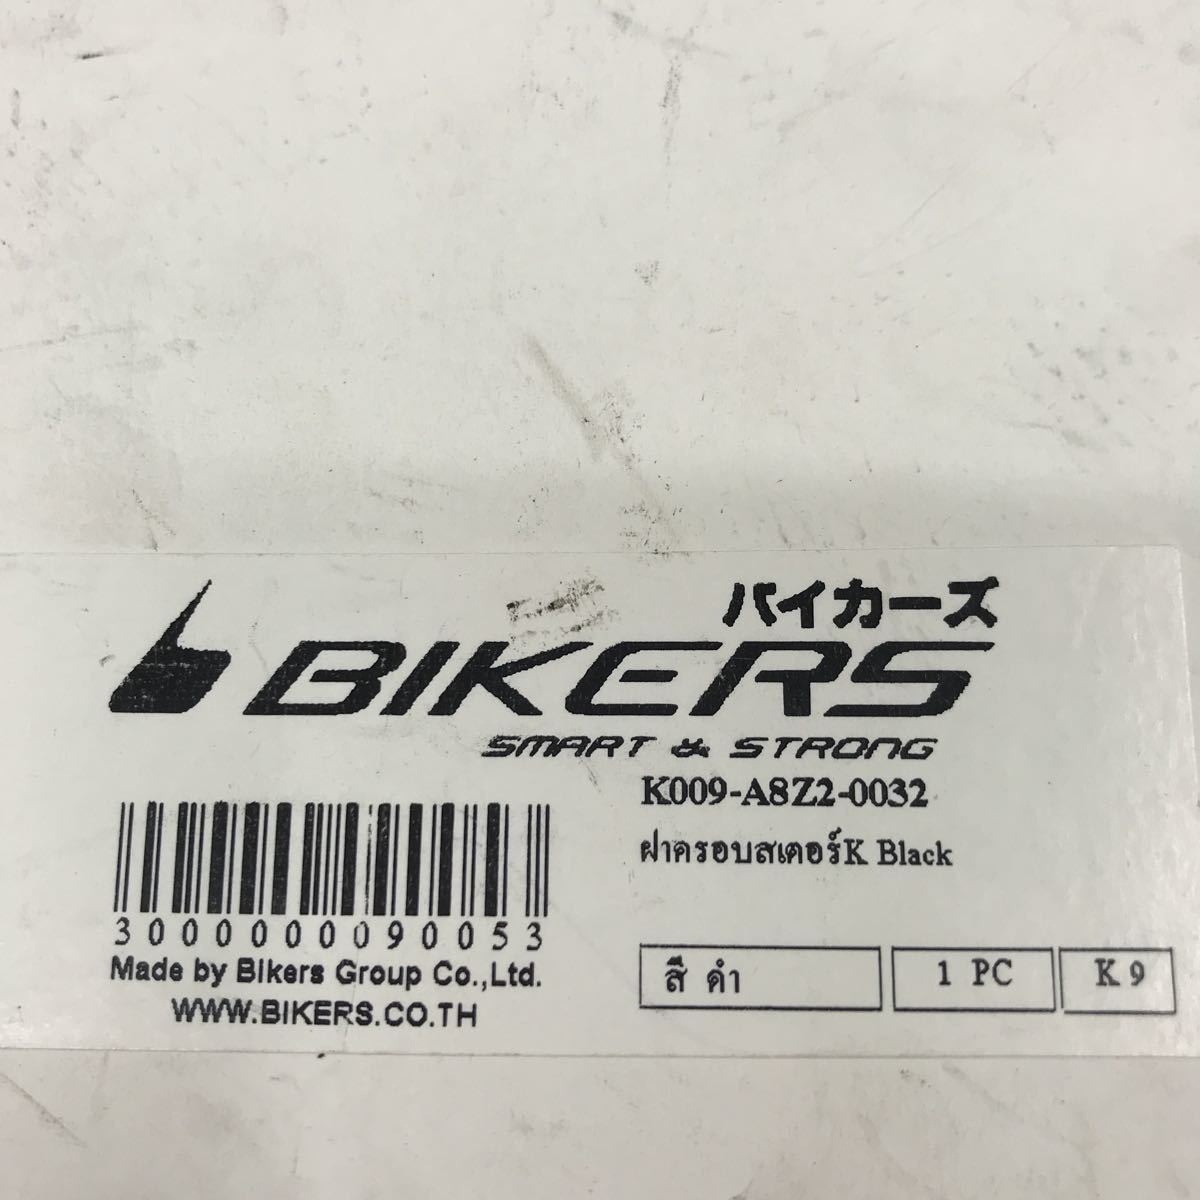 バイカーズ
BIKERS
SMART & STRONG
K009-A8Z2-0032
ฝาครอบสเตอร์K Black
3000000090053
Made by Bikers Group Co.,Ltd.
WWW.BIKERS.CO.TH
สี ดำ
1 PC
K 9